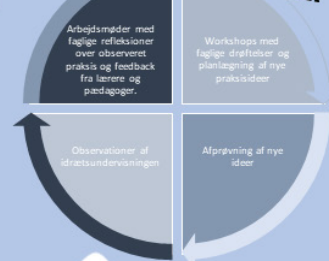 Arbejdsmøder med
faglige refleksioner
over observeret
praksis og feedback
fra lærere og
pædagoger.
Workshops med
faglige drøftelser og
planlægning af nye
praksisideer
Observationer af
idrætsundervisningen
Afprøvning af nye
ideer